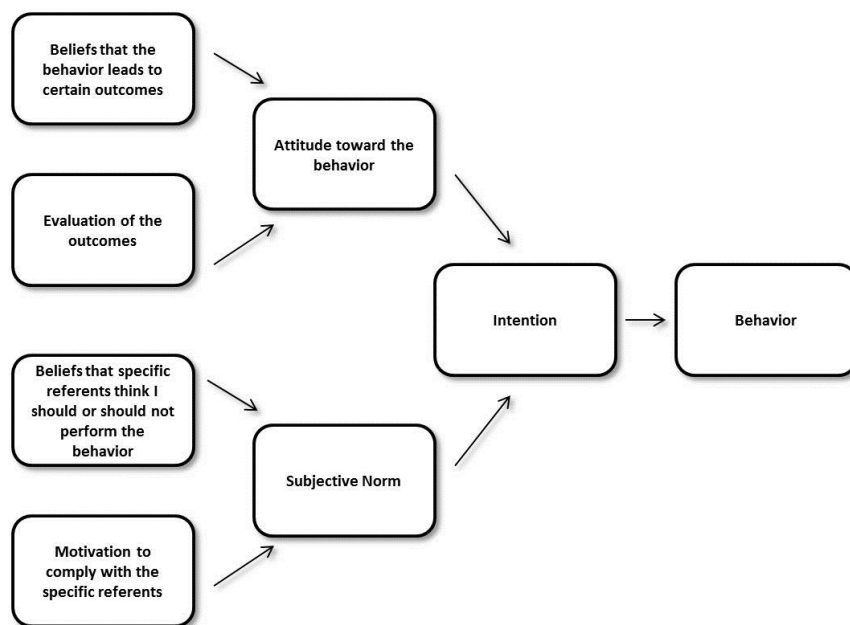 Beliefs that the
behavior leads to
certain outcomes
Attitude toward the
behavior
Evaluation of the
outcomes
Intention
Behavior
Beliefs that specific
referents think I
should or should not
perform the
behavior
Subjective Norm
Motivation to
comply with the
specific referents